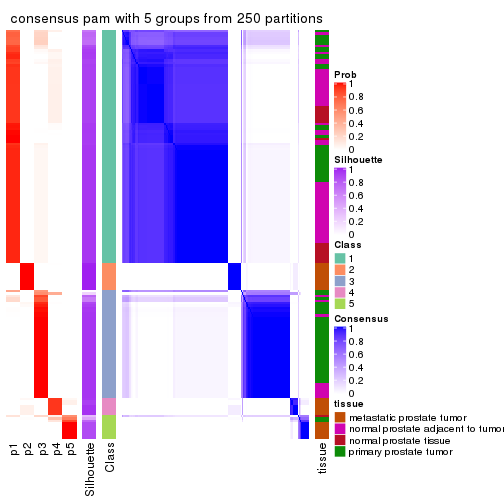 consensus pam with 5 groups from 250 partitions
Prob
1
0.8
0.6
0.4
0.2
0
Silhouette
1
0.8
0.6
0.4
0.2
0
Class
1
2
3
4
5
Consensus
1
0.8
0.6
0.4
0.2
0
tissue
metastatic prostate tumor
normal prostate adjacent to tumor
normal prostate tissue
primary prostate tumor
p1
p2
p3
p4
p5
Silhouette
Class
tissue